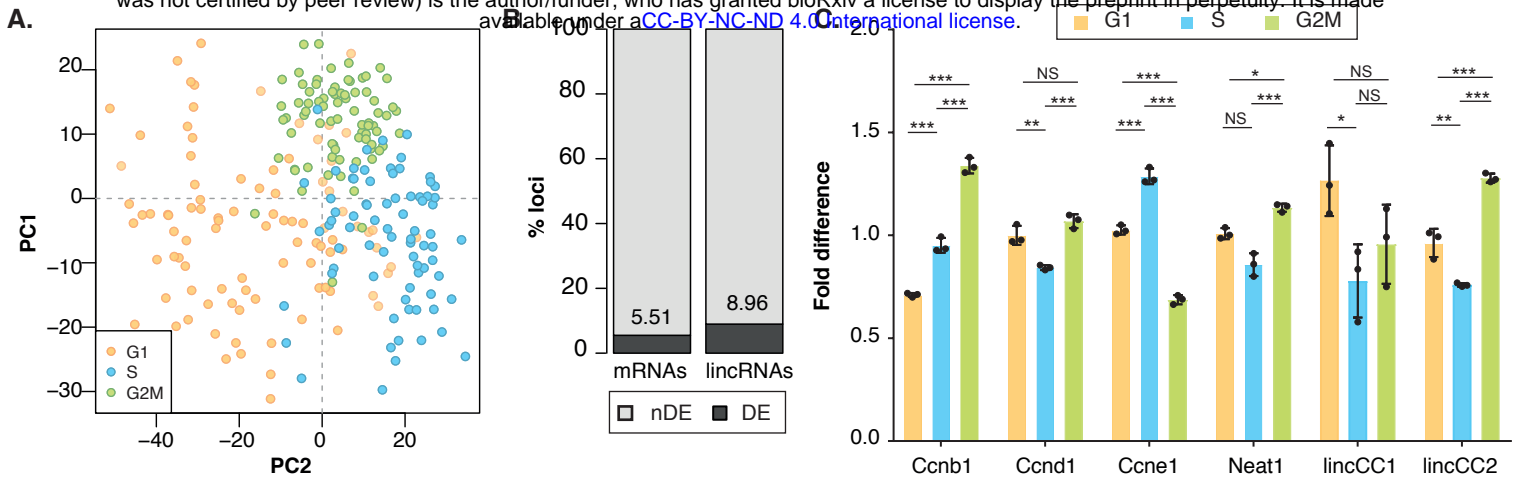 was not certified by peer review) is the author/funder, who has granted bioRxiv a license to display the preprint in perpetuity. It is made
available under aCC-BY-NC-ND 4.0 International license.
A.
20
10
0
−10
−20
−30
PC1
−40
−20
0
20
PC2
G1
S
G2M
B.
100
80
60
40
20
0
% loci
5.51
8.96
mRNAs
lincRNAs
nDE
DE
C.
G1
S
G2M
2.0
1.5
1.0
0.5
0.0
Fold difference
***
***
***
NS
***
**
***
***
***
*
***
NS
NS
NS
*
***
***
**
Ccnb1
Ccnd1
Ccne1
Neat1
lincCC1
lincCC2